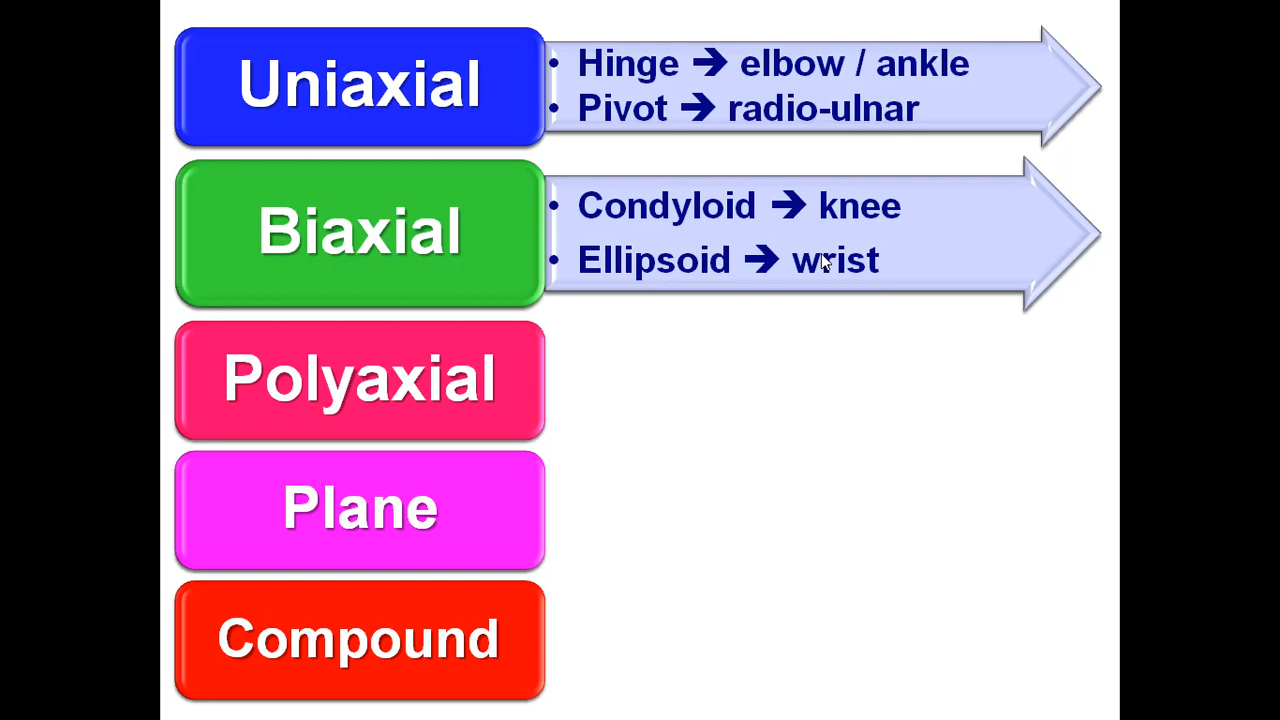 Uniaxial
• Hinge → elbow / ankle
• Pivot → radio-ulnar
Biaxial
• Condyloid → knee
• Ellipsoid → wrist
Polyaxial
Plane
Compound